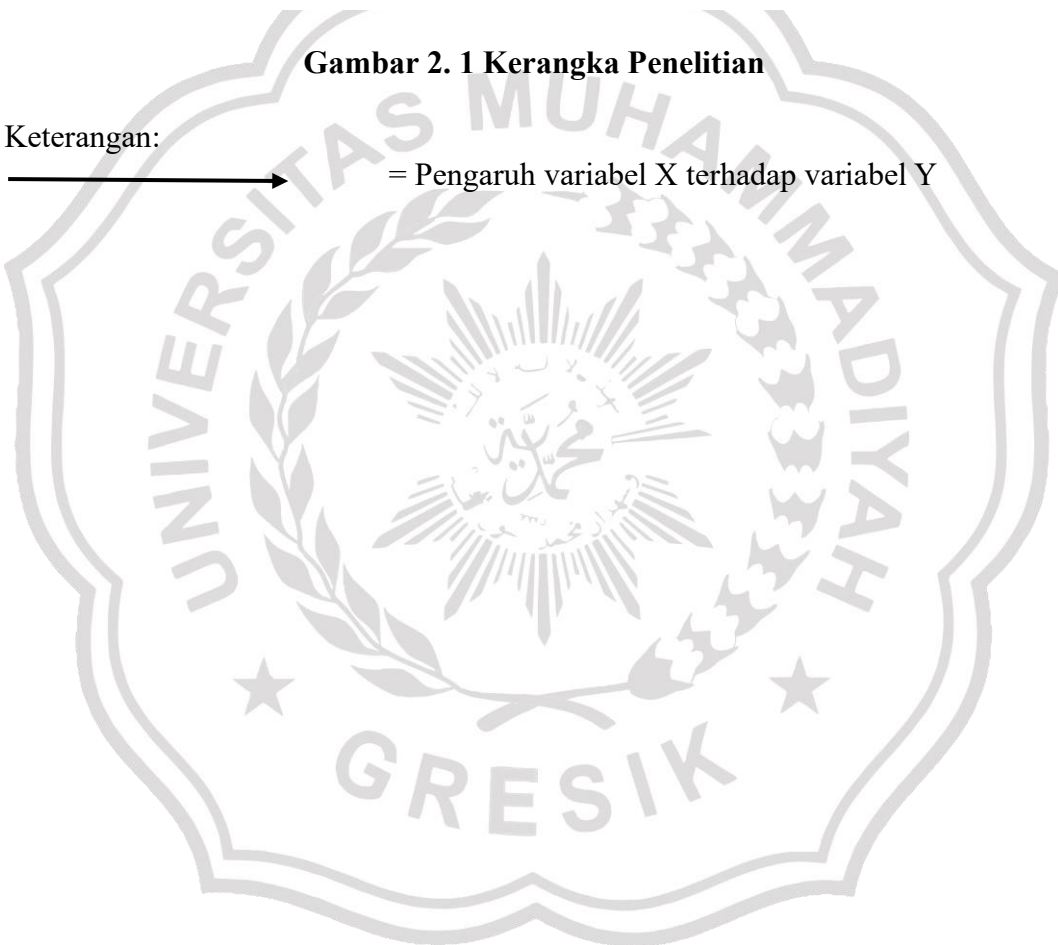 Gambar 2. 1 Kerangka Penelitian
Keterangan:
= Pengaruh variabel X terhadap variabel Y
UNIVERSITAS MUHAMMADIYAH
GRESIK